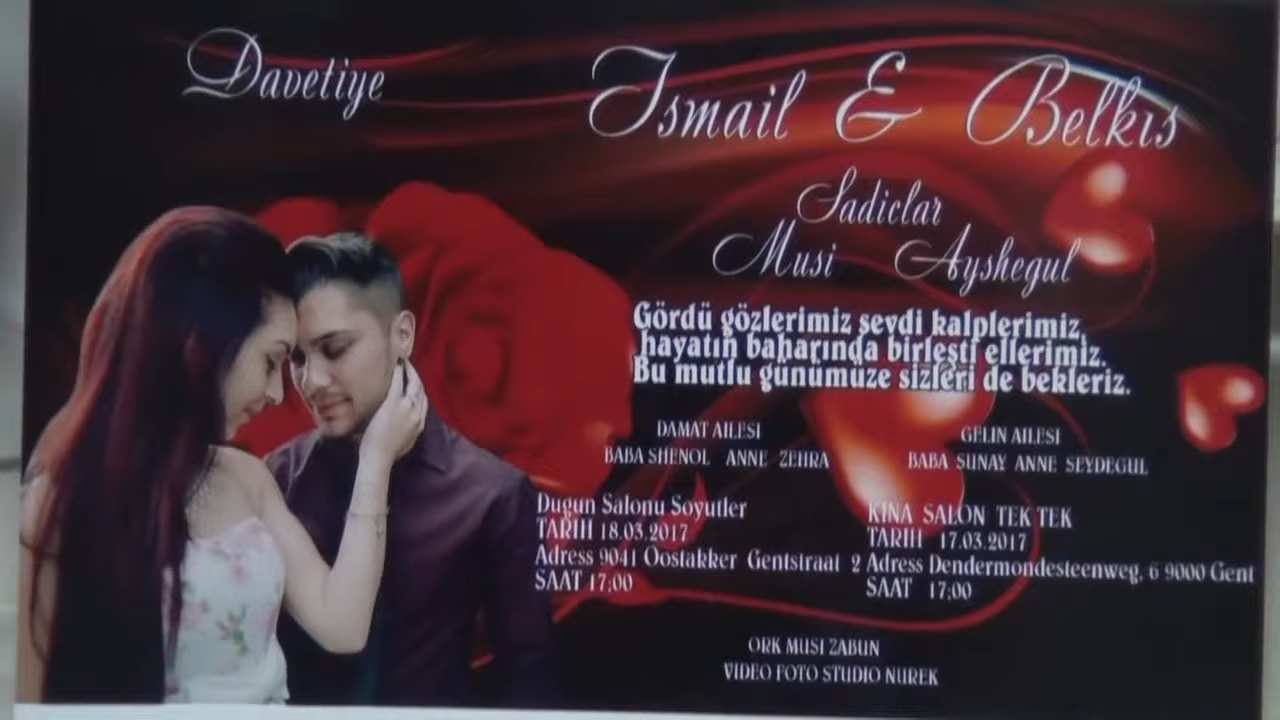 Davetiye
Ismail & Belkis
Sadiclar
Musi Ayshegul
Gördü gözlerimiz sevdi kalplerimiz,
hayatın baharında birleşti ellerimiz.
Bu mutlu günümüze sizleri de bekleriz.
DAMAT AILESI
BABA SHENOL ANNE ZEHRA
GELIN AILESI
BABA SUNAY ANNE SEYDEGUL
Dugun Salonu Soyutler
TARIH 18.03.2017
Adress 9041 Oostakker Gentstraat 2
SAAT 17:00
KINA SALON TEK TEK
TARIH 17.03.2017
Adress Dendermondesteenweg. 6 9000 Gent
SAAT 17:00
ORK MUSI ZABUN
VIDEO FOTO STUDIO NUREK